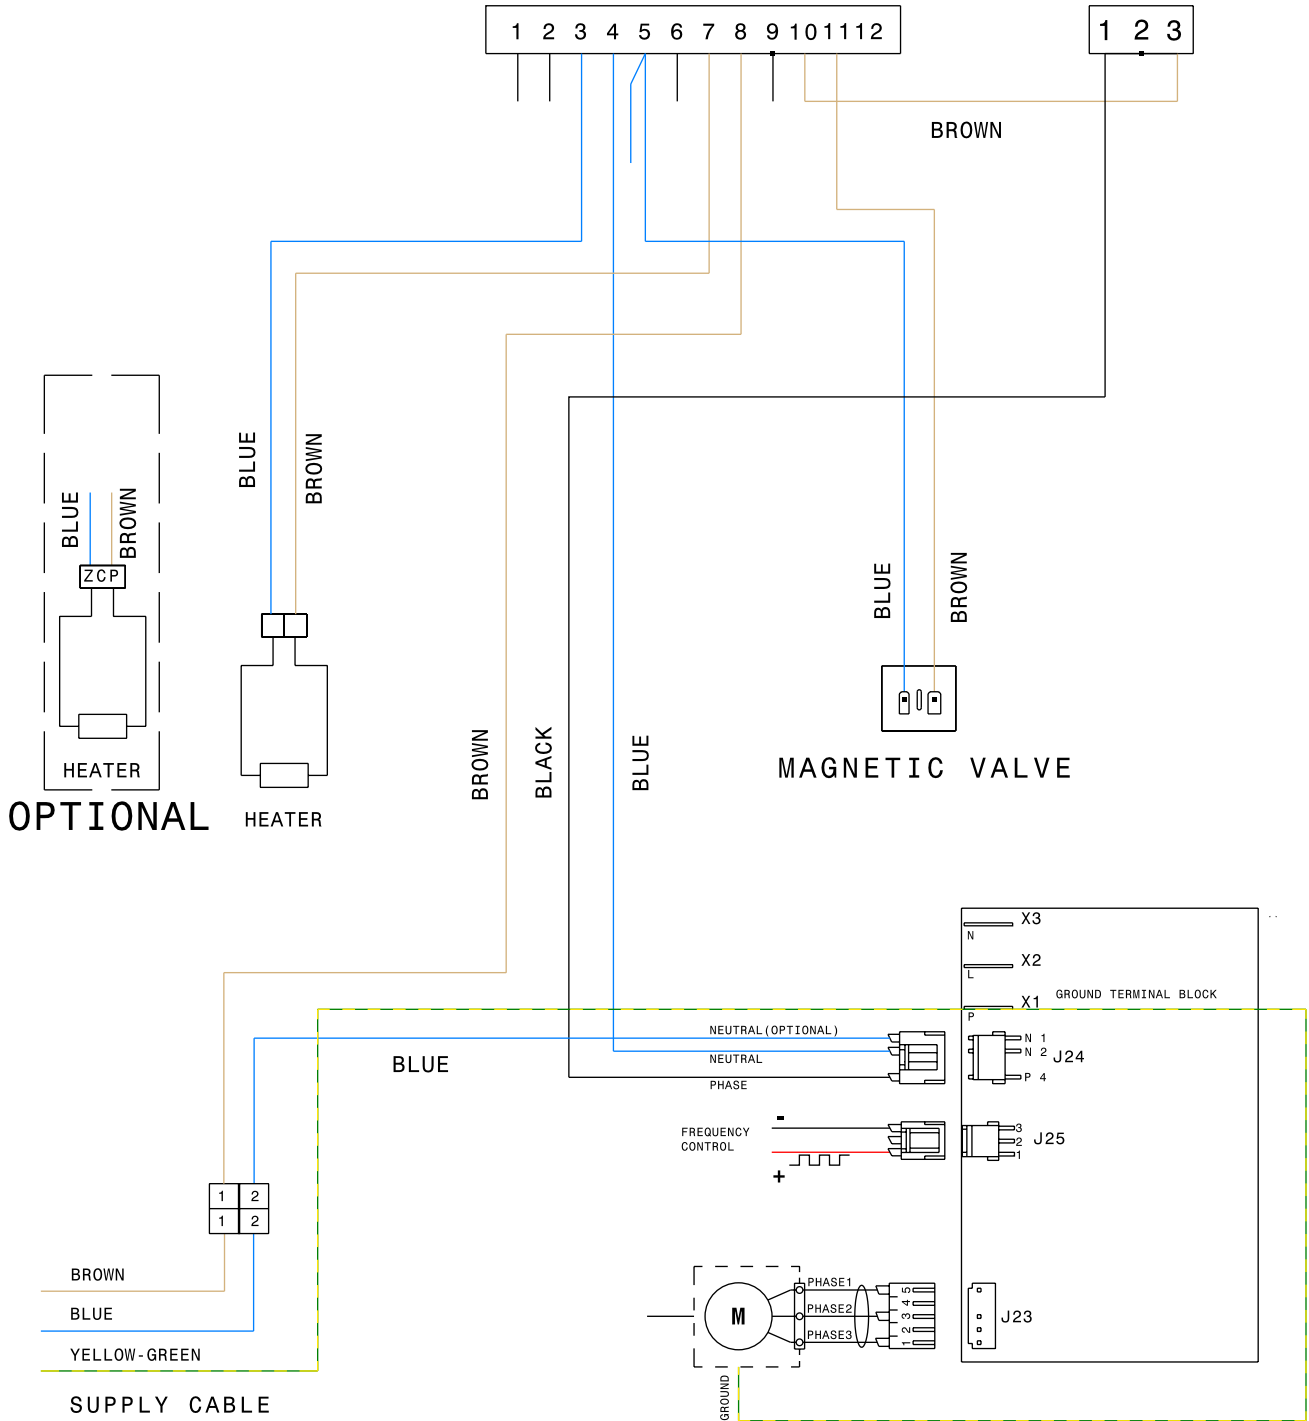 1 2 3 4 5 6 7 8 9 10 11 12
1 2 3
BROWN
BLUE
BROWN
BLUE
BROWN
ZCP
HEATER
OPTIONAL
HEATER
BLUE
BROWN
MAGNETIC VALVE
BROWN
BLACK
BLUE
X3
N
X2
L
X1
P
GROUND TERMINAL BLOCK
NEUTRAL(OPTIONAL)
NEUTRAL
PHASE
BLUE
N 1
N 2
P 4
J24
FREQUENCY
CONTROL
-
+
3
2
1
J25
1 2
1 2
BROWN
BLUE
YELLOW-GREEN
SUPPLY CABLE
M
PHASE1
PHASE2
PHASE3
5
4
3
2
1
J23
GROUND